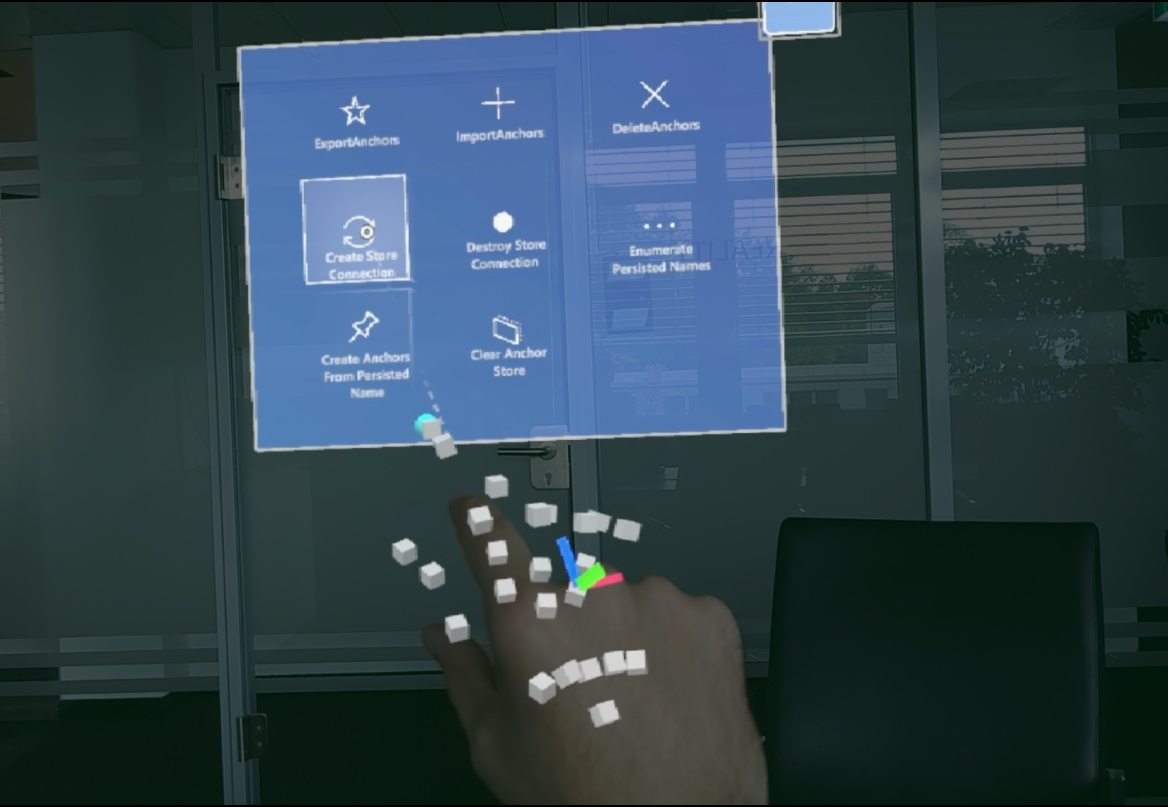 ExportAnchors
ImportAnchors
DeleteAnchors
Create Store
Connection
Destroy Store
Connection
Enumerate
Persisted Names
Create Anchors
From Persisted
Name
Clear Anchor
Store